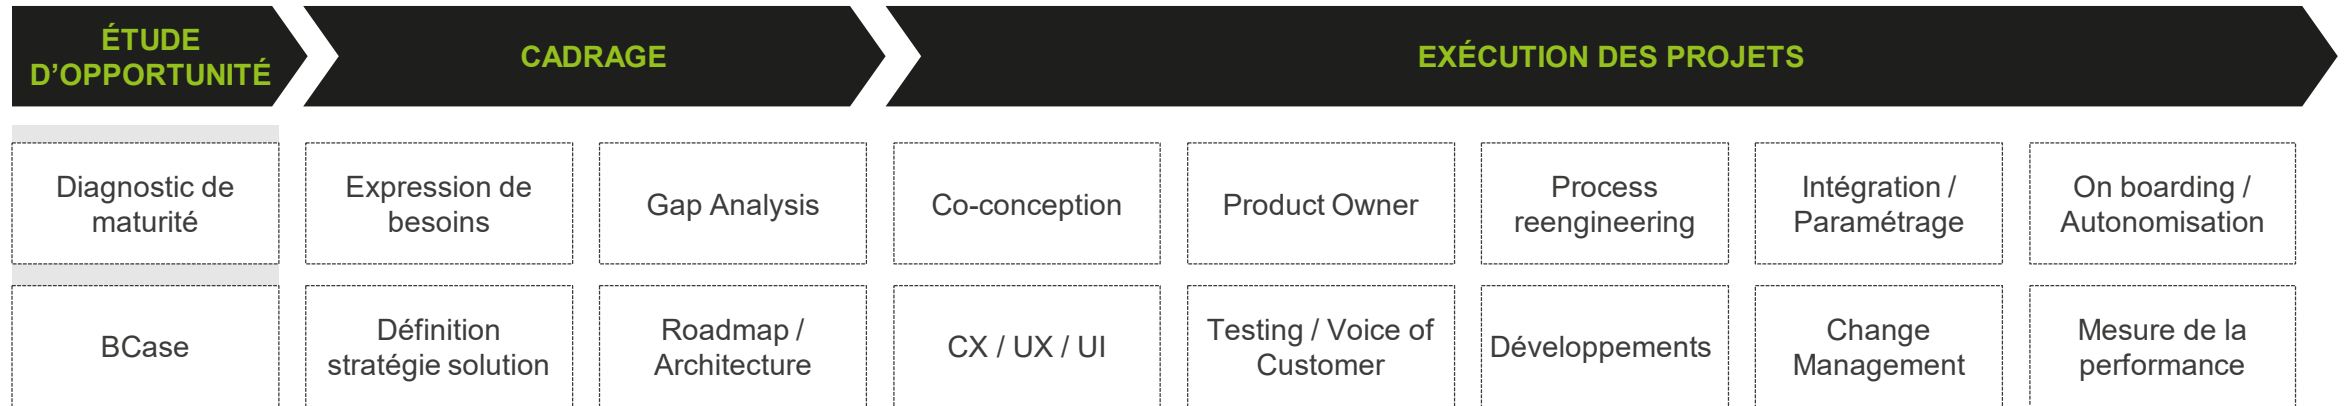 ÉTUDE
D’OPPORTUNITÉ
CADRAGE
EXÉCUTION DES PROJETS
Diagnostic de
maturité
Expression de
besoins
Gap Analysis
Co-conception
Product Owner
Process
reengineering
Intégration /
Paramétrage
On boarding /
Autonomisation
BCase
Définition
stratégie solution
Roadmap /
Architecture
CX / UX / UI
Testing / Voice of
Customer
Développements
Change
Management
Mesure de la
performance